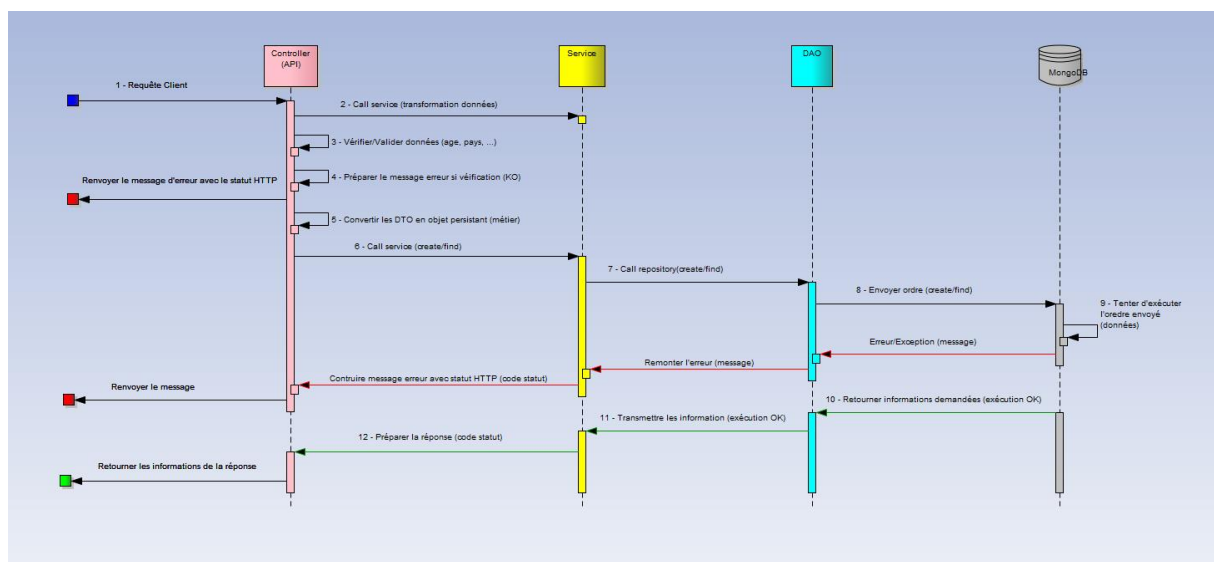 Controller
(API)
Service
DAO
MongoDB
1 - Requête Client
2 - Call service (transformation données)
3 - Vérifier/Valider données (age, pays, ...)
4 - Préparer le message erreur si véification (KO)
Renvoyer le message d'erreur avec le statut HTTP
5 - Convertir les DTO en objet persistant (métier)
6 - Call service (create/find)
7 - Call repository(create/find)
8 - Envoyer ordre (create/find)
9 - Tenter d'exécuter
l'oredre envoyé
(données)
Erreur/Exception (message)
Remonter l'erreur (message)
Contruire message erreur avec statut HTTP (code statut)
Renvoyer le message
10 - Retourner informations demandées (exécution OK)
11 - Transmettre les information (exécution OK)
12 - Préparer la réponse (code statut)
Retourner les informations de la réponse